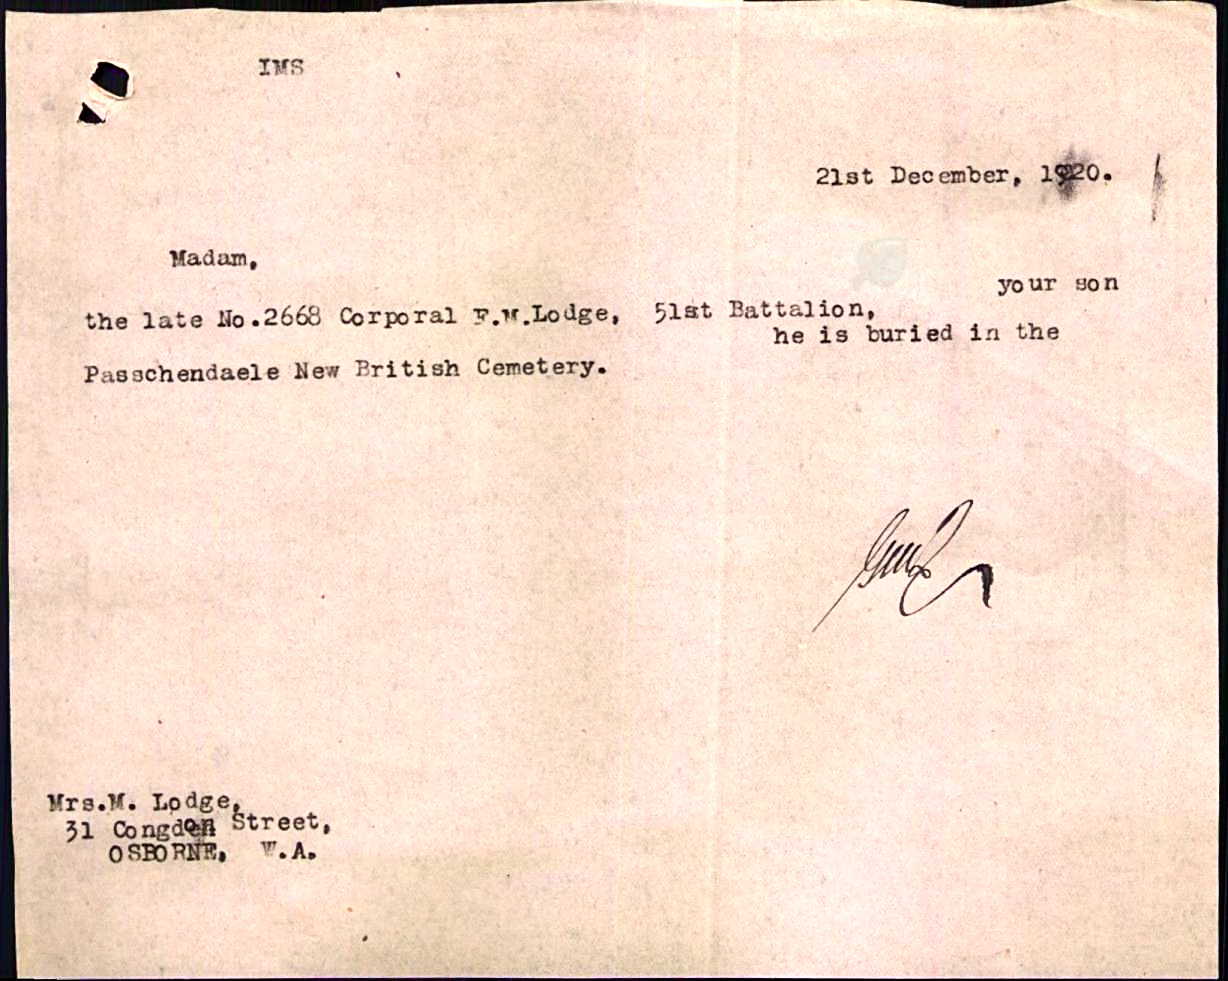 IMS
21st December, 1920.
Madam,
your son
the late No.2668 Corporal F.M.Lodge, 51st Battalion,
he is buried in the
Passchendaele New British Cemetery.
Mrs.M. Lodge,
31 Congdon Street,
OSBORNE, W.A.